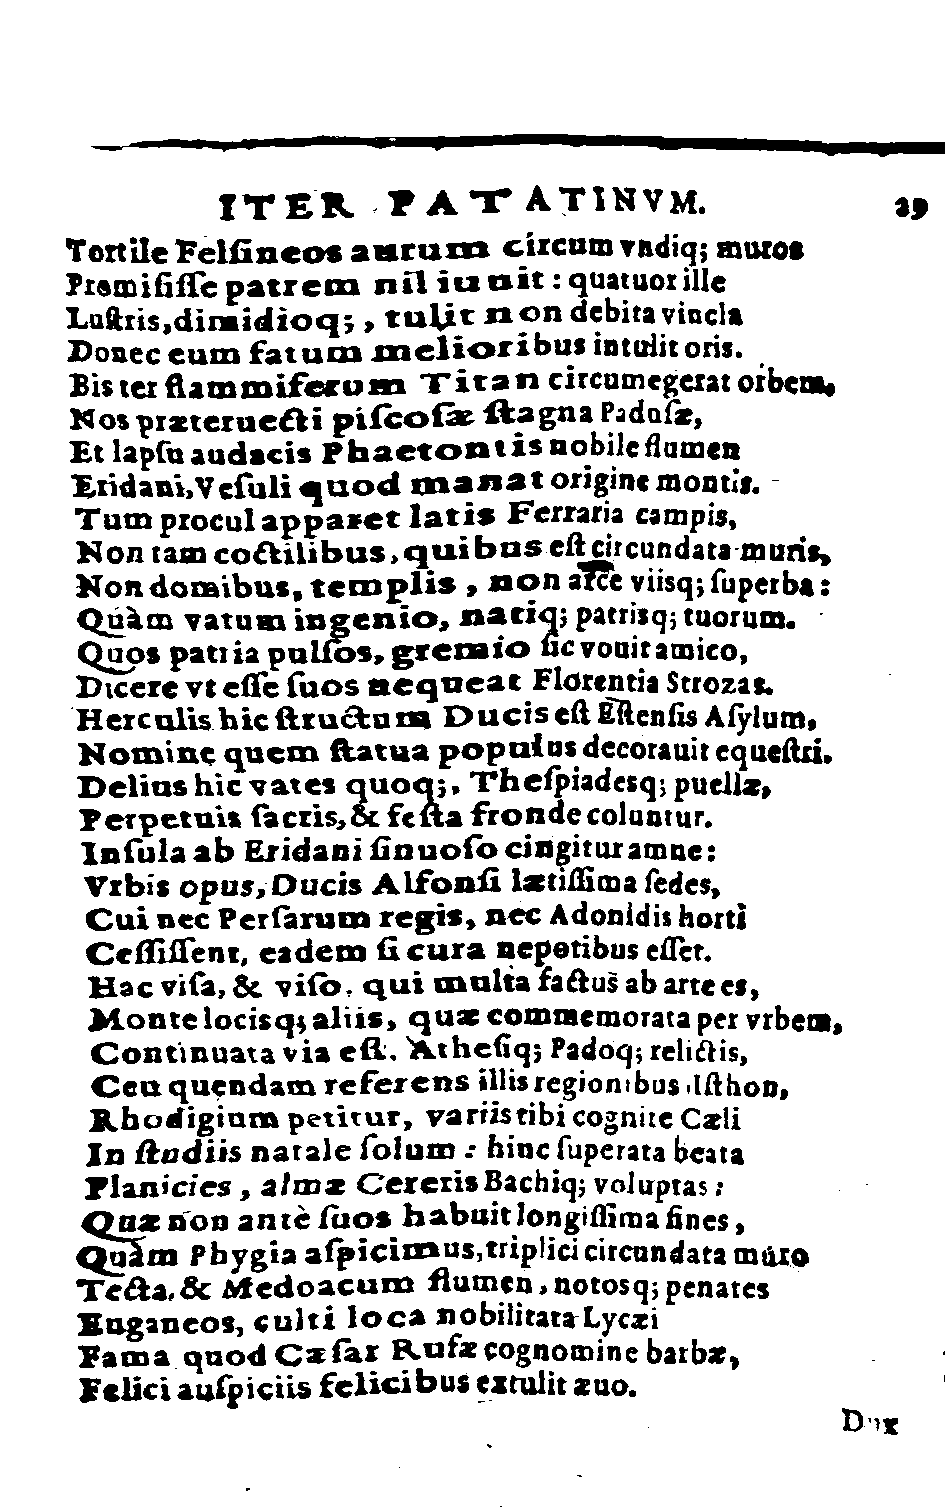 ITER PATATINVM. 29
Tortile Felſineos aurum circum vndiq; muros
Promiſiſſe patrem nil iuuit : quatuor ille
Luſtris, dimidioq; , tulit non debita vincla
Donec eum fatum melioribus intulit oris.
Bis ter flammiferum Titan circumegerat orbem,
Nos præteruecti piſcoſæ ſtagna Paduſæ,
Et lapſu audacis Phaetontis nobile flumen
Eridani, Veſuli quod manat origine montis.
Tum procul apparet latis Ferraria campis,
Non tam coctilibus, quibus eſt circundata muris,
Non domibus, templis , non arce viisq; ſuperba :
Quàm vatum ingenio, natiq; patrisq; tuorum.
Quos patria pulſos, gremio ſic vouit amico,
Dicere vt eſſe ſuos nequeat Florentia Strozas.
Herculis hic ſtructum Ducis eſt Eſtenſis Aſylum,
Nomine quem ſtatua populus decorauit equeſtri.
Delius hic vates quoq;, Theſpiadesq; puellæ,
Perpetuis ſacris, & feſta fronde coluntur.
Inſula ab Eridani ſinuoſo cingitur amne :
Vrbis opus, Ducis Alfonſi lætiſſima ſedes,
Cui nec Perſarum regis, nec Adonidis horti
Ceſſiſſent, eadem ſi cura nepotibus eſſet.
Hac viſa, & viſo. qui multa factus ab arte es,
Monte locisq; aliis, quæ commemorata per vrbem,
Continuata via eſt. Atheſiq; Padoq; relictis,
Ceu quendam referens illis regionibus Iſthon,
Rhodigium petitur, variis tibi cognite Cæli
In ſtudiis natale ſolum : hinc ſuperata beata
Planicies , almæ Cereris Bachiq; voluptas :
Quæ non antè ſuos habuit longiſſima fines ,
Quàm Phygia aſpicimus, triplici circundata muro
Tecta, & Medoacum flumen , notosq; penates
Euganeos, culti loca nobilitata Lycæi
Fama quod Cæſar Rufæ cognomine barbæ,
Felici auſpiciis felicibus extulit æuo.
Dux